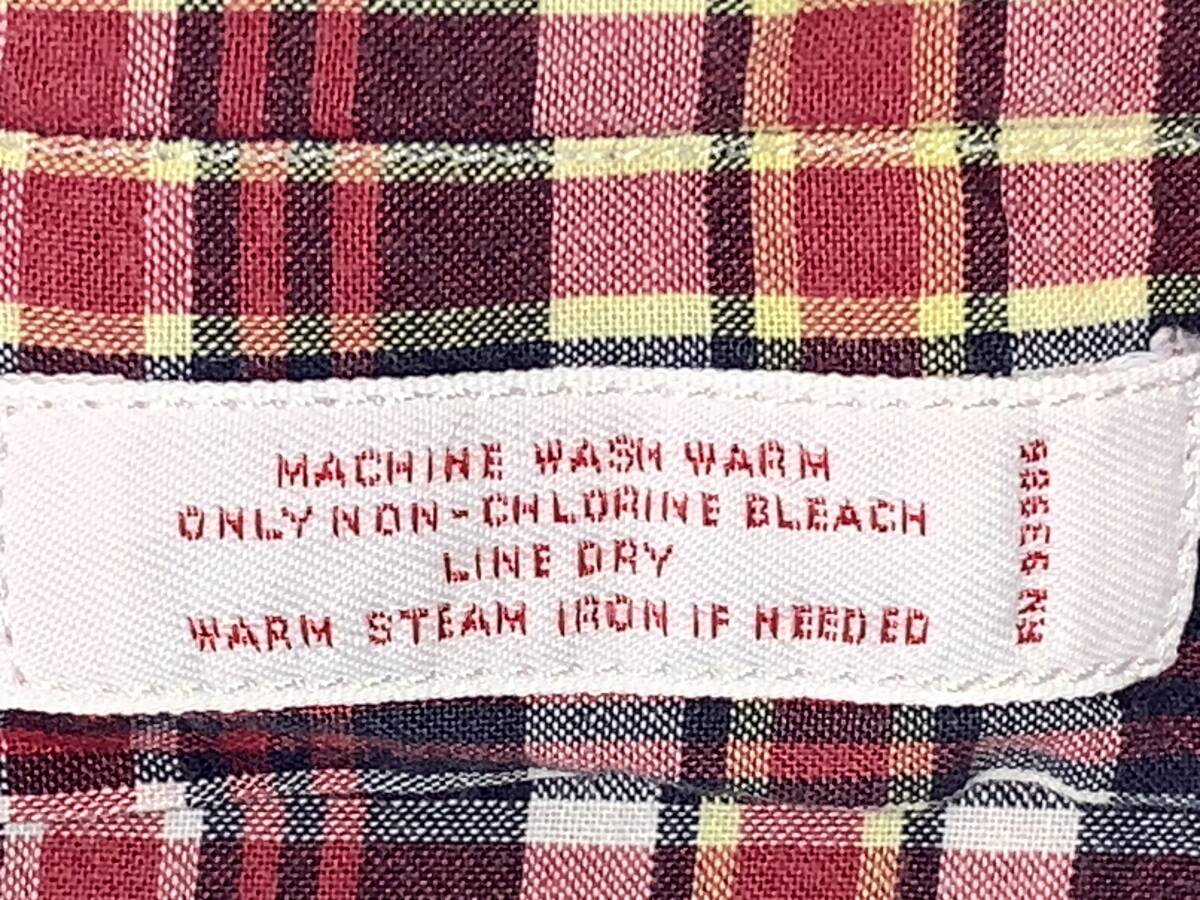 MACHINE WASH WARM
ONLY NON-CHLORINE BLEACH
LINE DRY
WARM STEAM IRON IF NEEDED